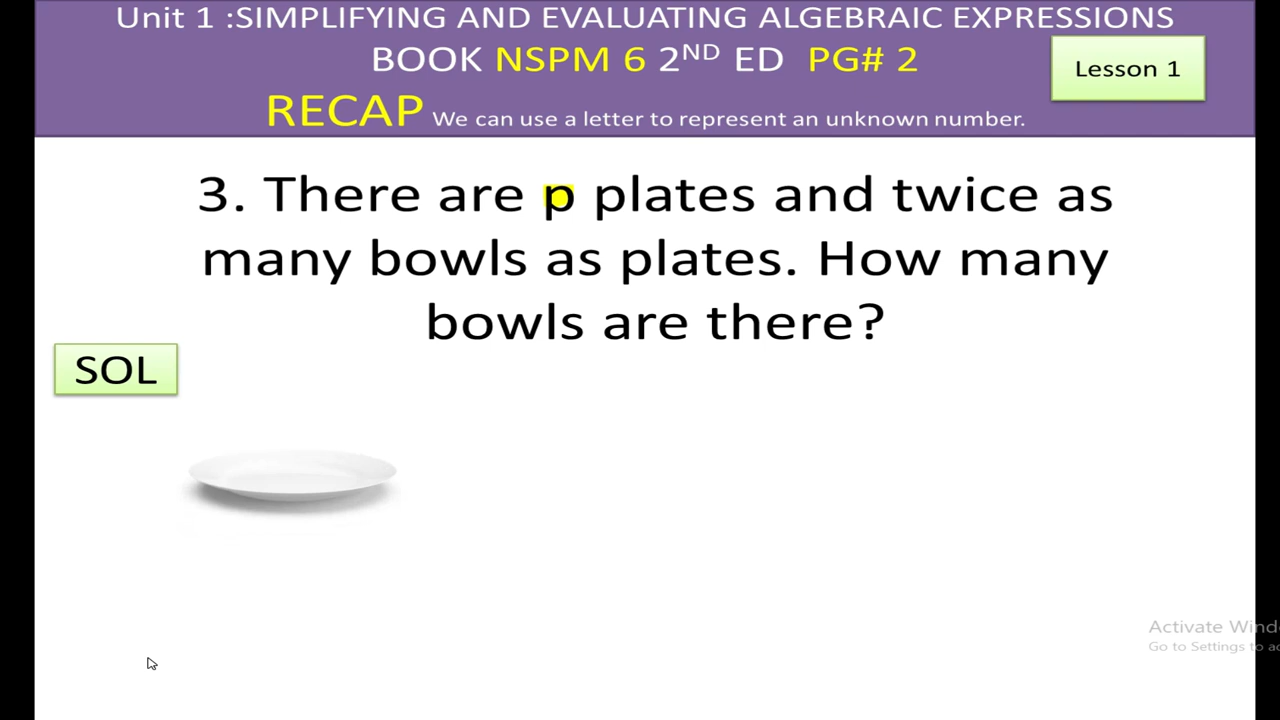 Unit 1 :SIMPLIFYING AND EVALUATING ALGEBRAIC EXPRESSIONS
BOOK NSPM 6 2ND ED PG# 2
Lesson 1
RECAP We can use a letter to represent an unknown number.
3. There are p plates and twice as
many bowls as plates. How many
bowls are there?
SOL
Activate Wind
Go to Settings to ac